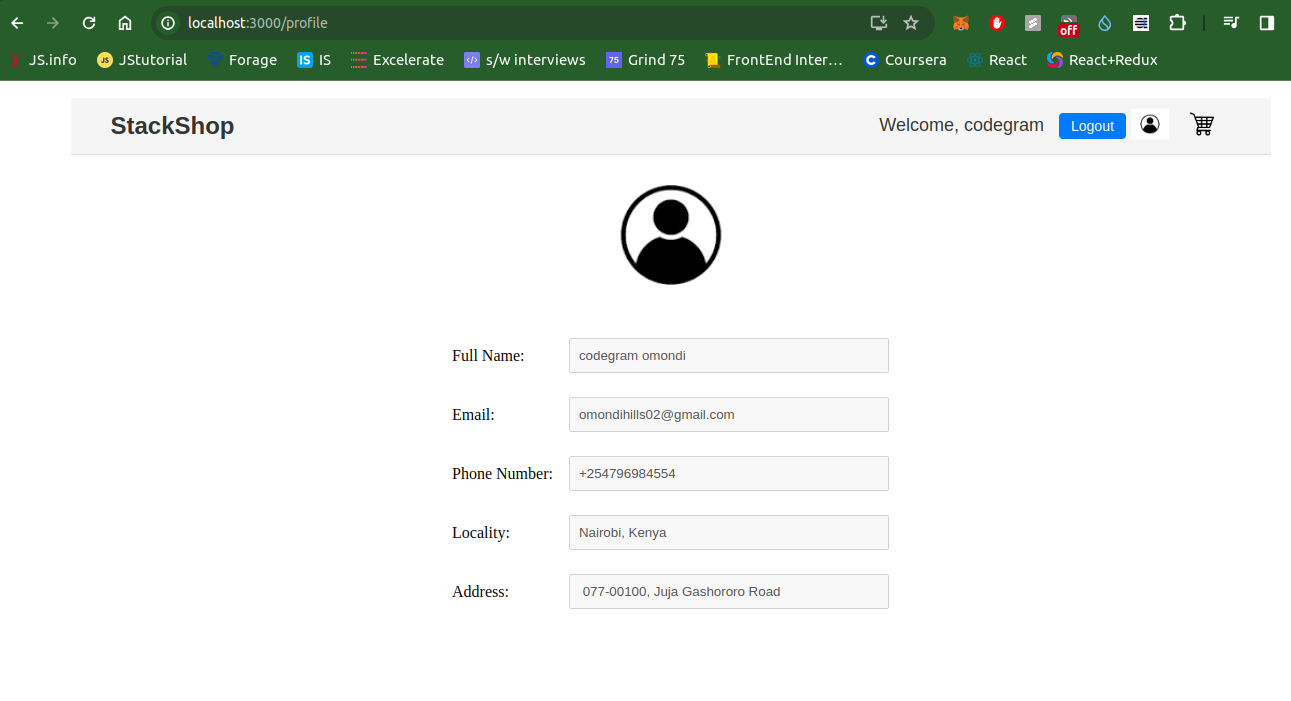 localhost:3000/profile
off
JS.info JStutorial Forage IS Excelerate s/w interviews Grind 75 FrontEnd Inter… Coursera React React+Redux
StackShop
Welcome, codegram Logout
Full Name: codegram omondi
Email: omondihills02@gmail.com
Phone Number: +254796984554
Locality: Nairobi, Kenya
Address: 077-00100, Juja Gashororo Road